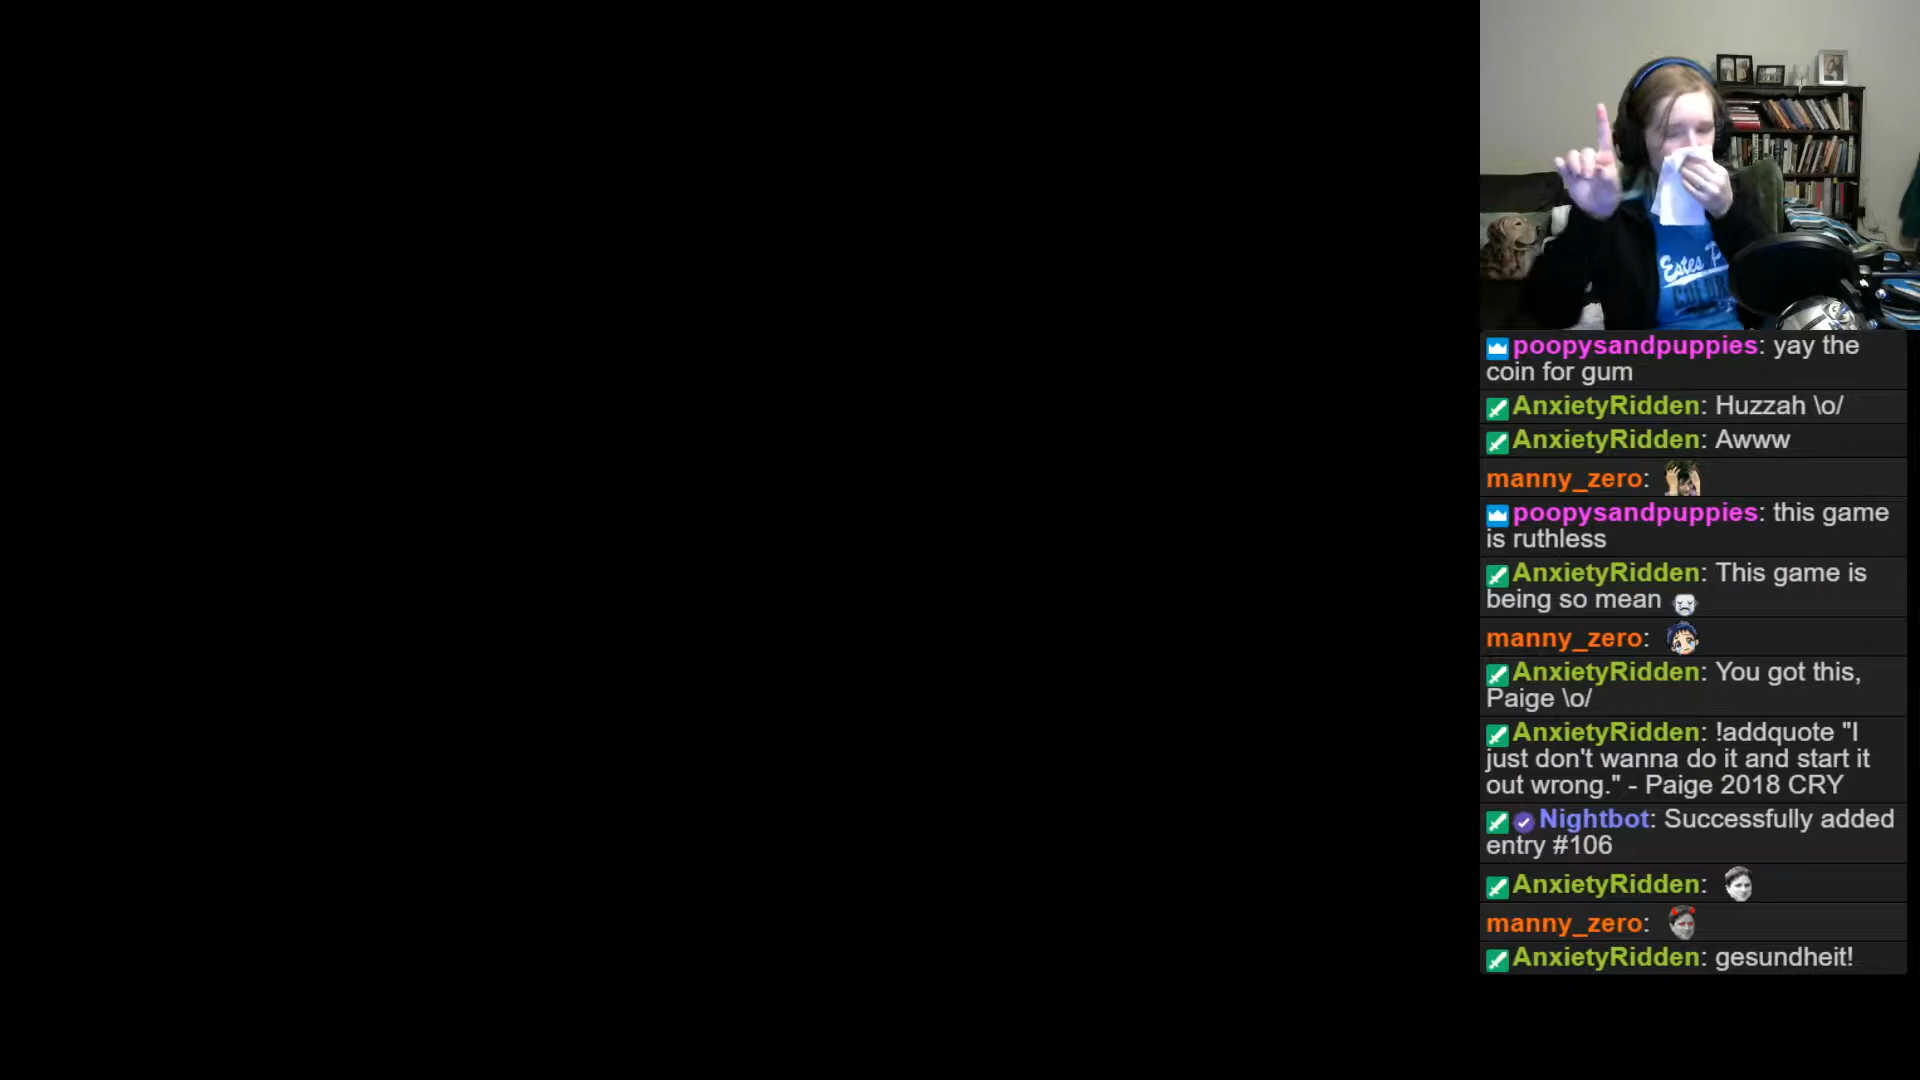 Estes P
poopysandpuppies: yay the
coin for gum
AnxietyRidden: Huzzah \o/
AnxietyRidden: Awww
manny_zero:
poopysandpuppies: this game
is ruthless
AnxietyRidden: This game is
being so mean
manny_zero:
AnxietyRidden: You got this,
Paige \o/
AnxietyRidden: !addquote "I
just don't wanna do it and start it
out wrong." - Paige 2018 CRY
Nightbot: Successfully added
entry #106
AnxietyRidden:
manny_zero:
AnxietyRidden: gesundheit!